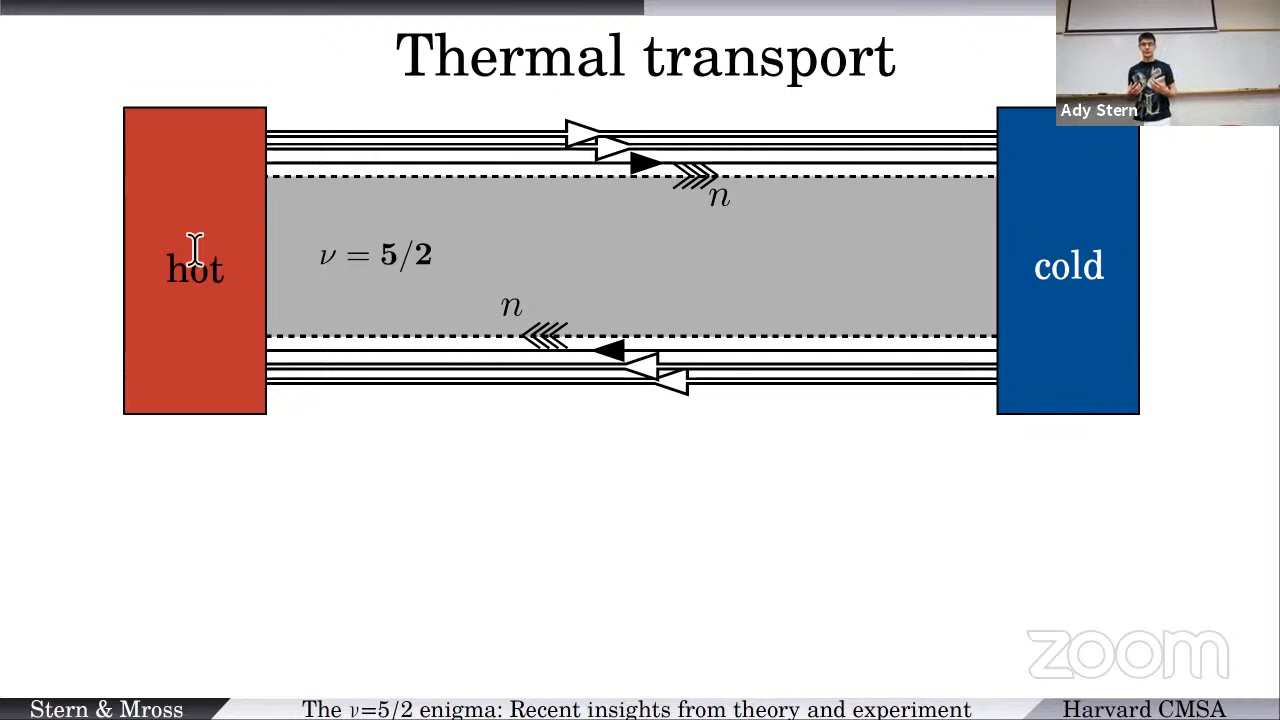 Thermal transport
Ady Stern
n
ν = 5/2
hot
cold
n
zoom
Stern & Mross
The ν=5/2 enigma: Recent insights from theory and experiment
Harvard CMSA